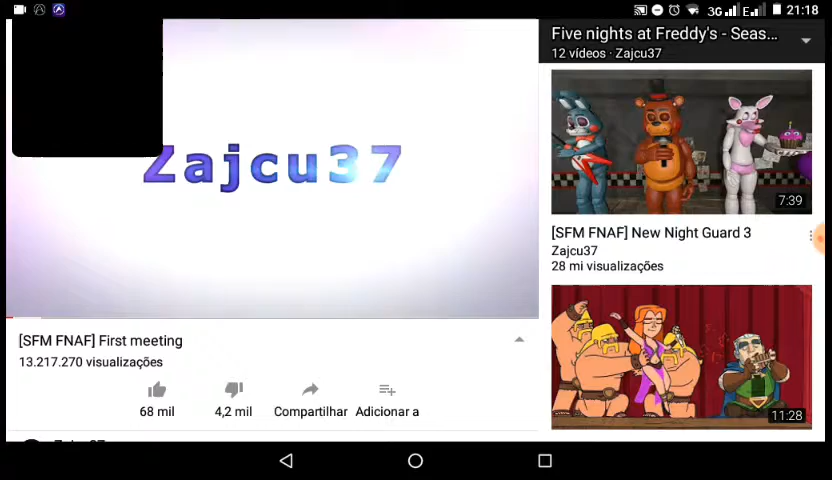 3G E 21:18
Zajcu37
[SFM FNAF] First meeting
13.217.270 visualizações
68 mil
4,2 mil
Compartilhar
Adicionar a
Five nights at Freddy's - Seas...
12 vídeos · Zajcu37
7:39
[SFM FNAF] New Night Guard 3
Zajcu37
28 mi visualizações
11:28